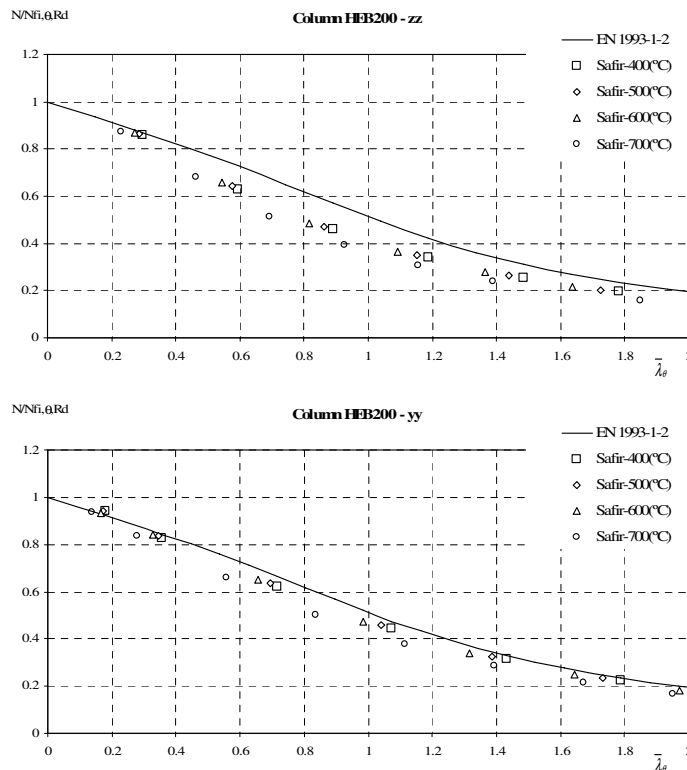 N/Nfi,θ,Rd
Column HEB200 - zz
EN 1993-1-2
Safir-400(ºC)
Safir-500(ºC)
Safir-600(ºC)
Safir-700(ºC)
1.2
1
0.8
0.6
0.4
0.2
0
0 0.2 0.4 0.6 0.8 1 1.2 1.4 1.6 1.8 2
λ̅θ
N/Nfi,θ,Rd
Column HEB200 - yy
EN 1993-1-2
Safir-400(ºC)
Safir-500(ºC)
Safir-600(ºC)
Safir-700(ºC)
1.2
1
0.8
0.6
0.4
0.2
0
0 0.2 0.4 0.6 0.8 1 1.2 1.4 1.6 1.8 2
λ̅θ